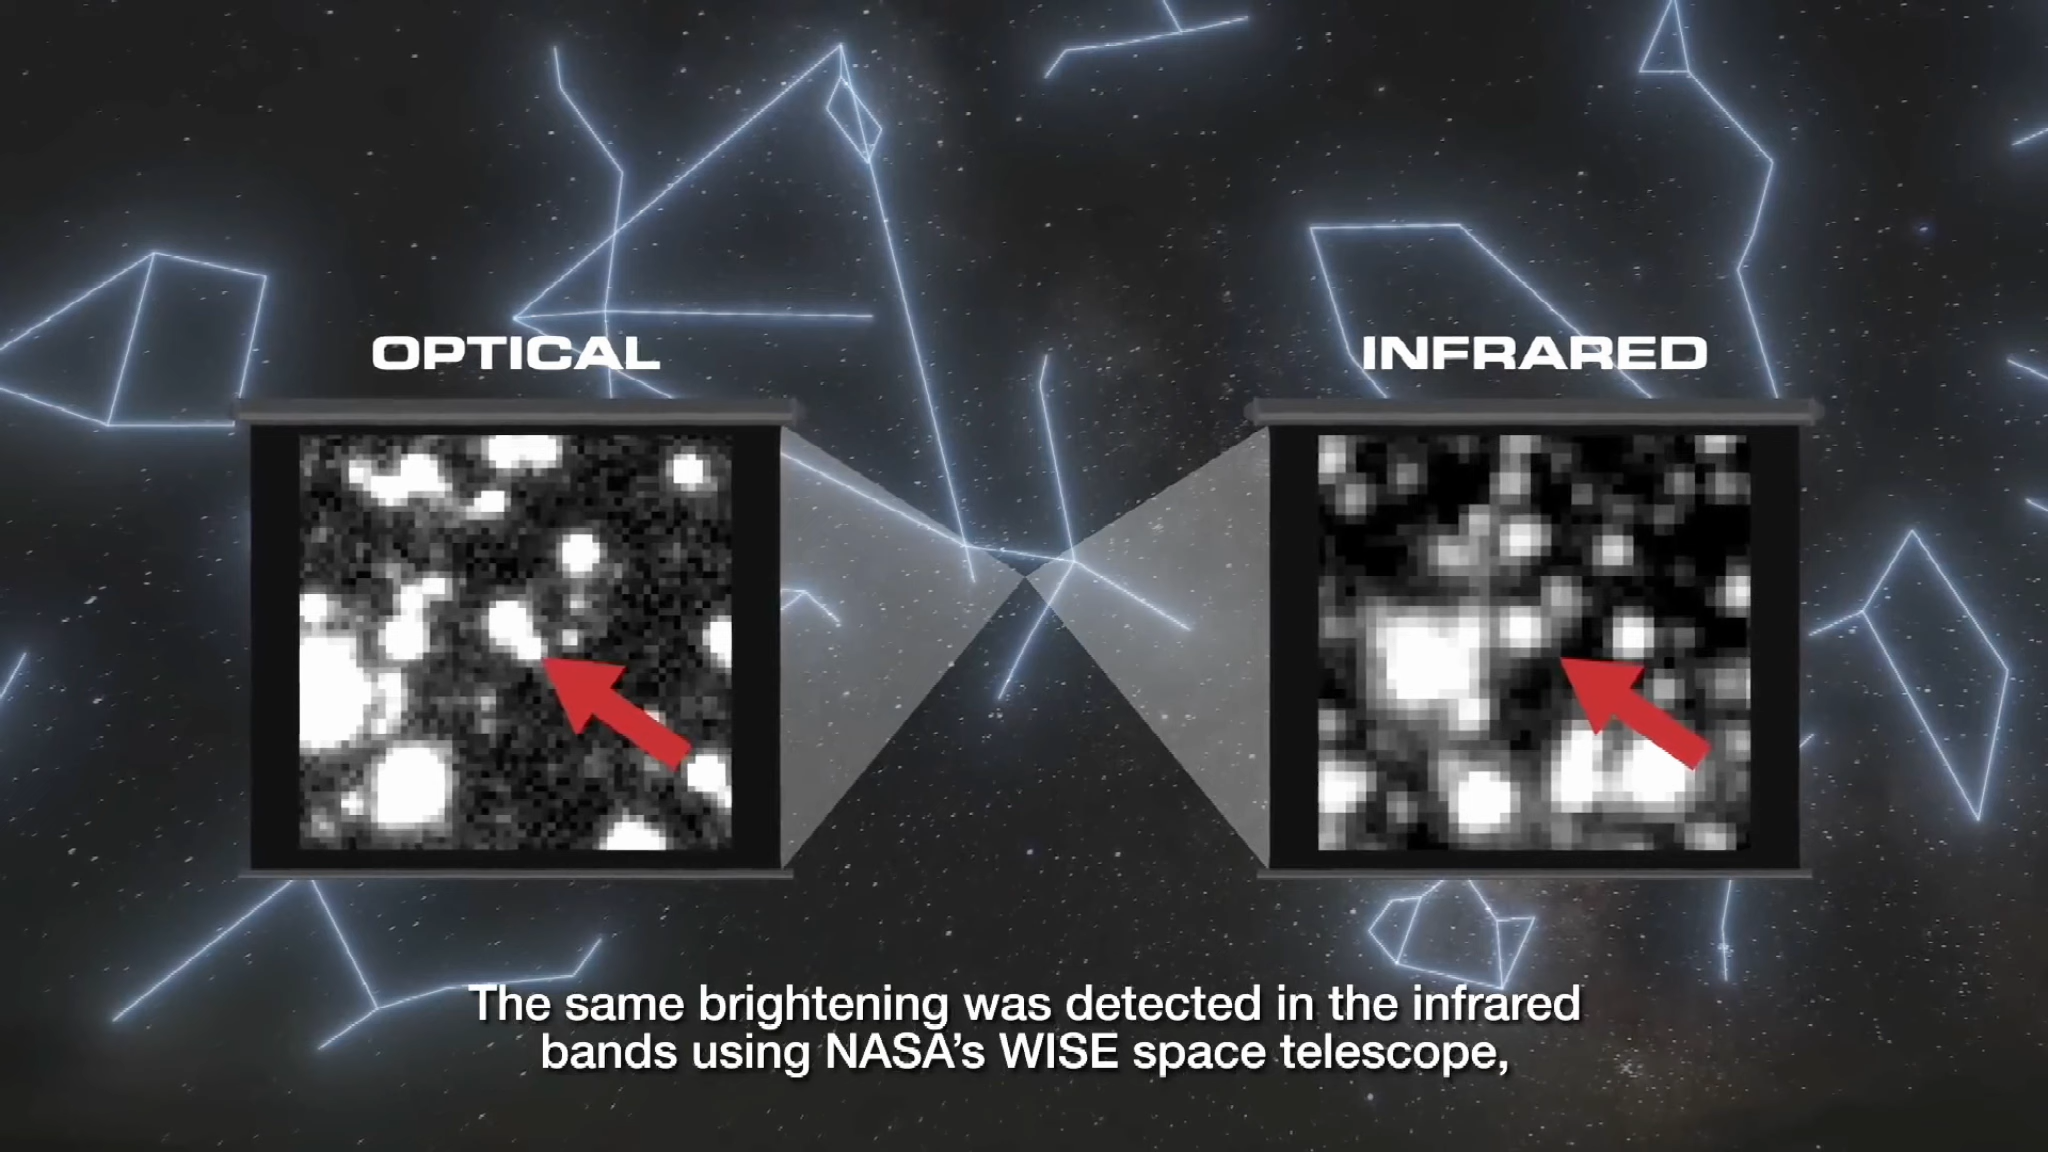 OPTICAL
INFRARED
The same brightening was detected in the infrared
bands using NASA’s WISE space telescope,